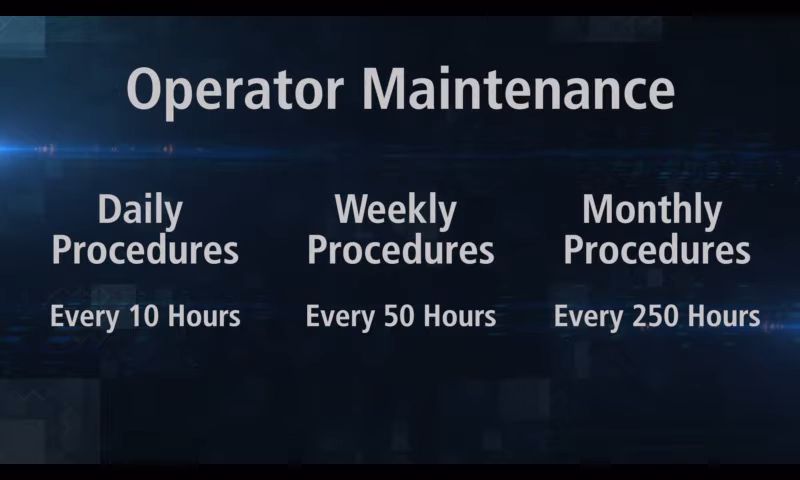 Operator Maintenance
Daily Procedures
Every 10 Hours
Weekly Procedures
Every 50 Hours
Monthly Procedures
Every 250 Hours